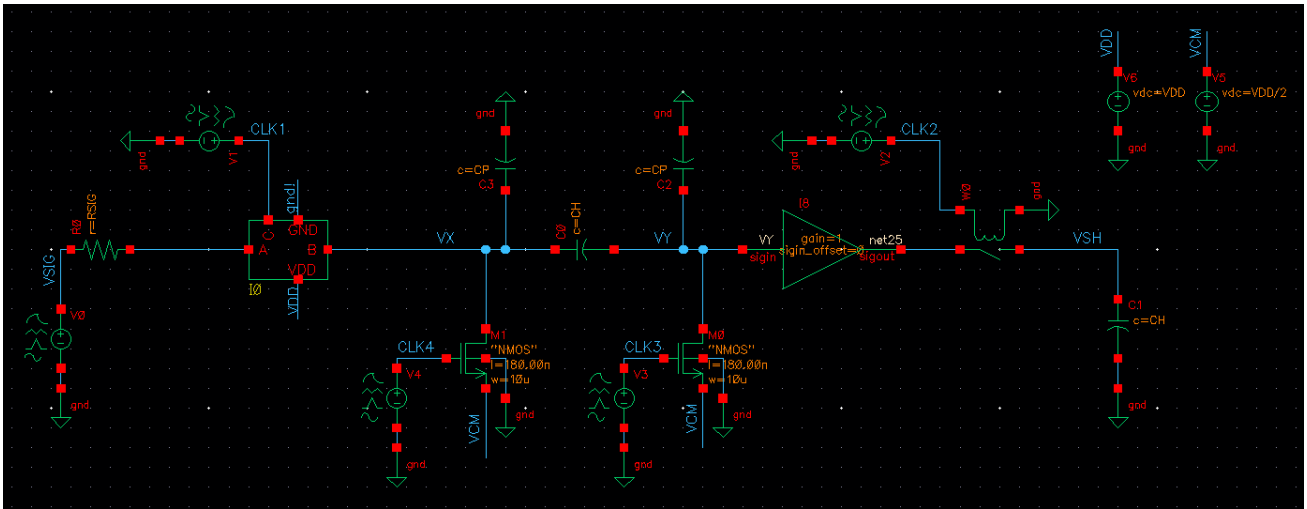 VDD
VCM
V6
vdc=VDD
V5
vdc=VDD/2
gnd
gnd
gnd
V1
CLK1
gnd
c=CP
C3
gnd
c=CP
C2
gnd
V2
CLK2
W0
gnd
R0
r=RSIG
gnd!
C
GND
A
B
VDD
I0
VDD
VX
C0
c=CH
VY
VY
sigin
I8
gain=1
sigin_offset=0
net25
sigout
VSH
C1
c=CH
gnd
VSIG
V0
gnd
CLK4
V4
gnd
M1
"NMOS"
l=180.00n
w=10u
gnd
VCM
CLK3
V3
gnd
M0
"NMOS"
l=180.00n
w=10u
gnd
VCM